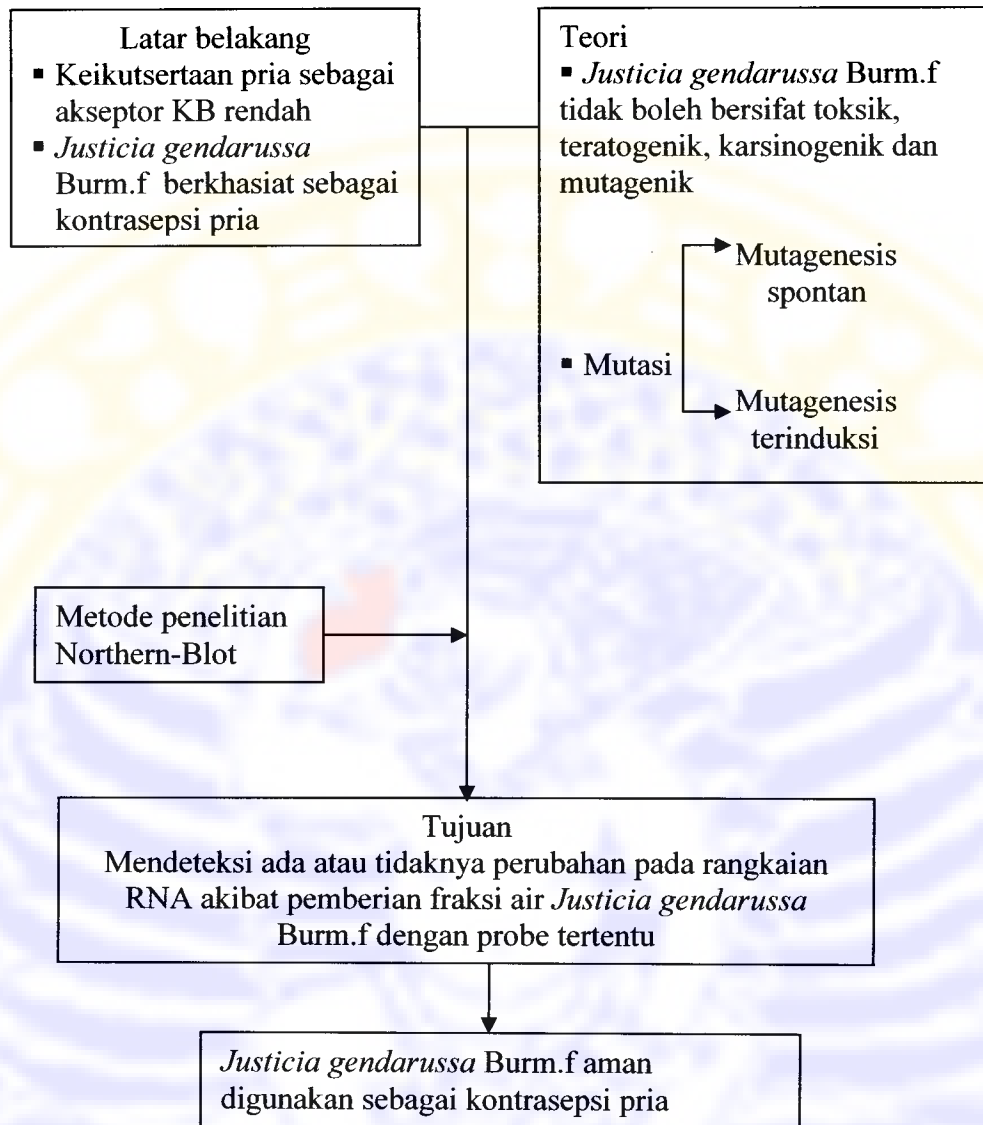 Latar belakang
▪ Keikutsertaan pria sebagai
akseptor KB rendah
▪ Justicia gendarussa
Burm.f berkhasiat sebagai
kontrasepsi pria
Teori
▪ Justicia gendarussa Burm.f
tidak boleh bersifat toksik,
teratogenik, karsinogenik dan
mutagenik
Mutagenesis
spontan
▪ Mutasi
Mutagenesis
terinduksi
Metode penelitian
Northern-Blot
Tujuan
Mendeteksi ada atau tidaknya perubahan pada rangkaian
RNA akibat pemberian fraksi air Justicia gendarussa
Burm.f dengan probe tertentu
Justicia gendarussa Burm.f aman
digunakan sebagai kontrasepsi pria